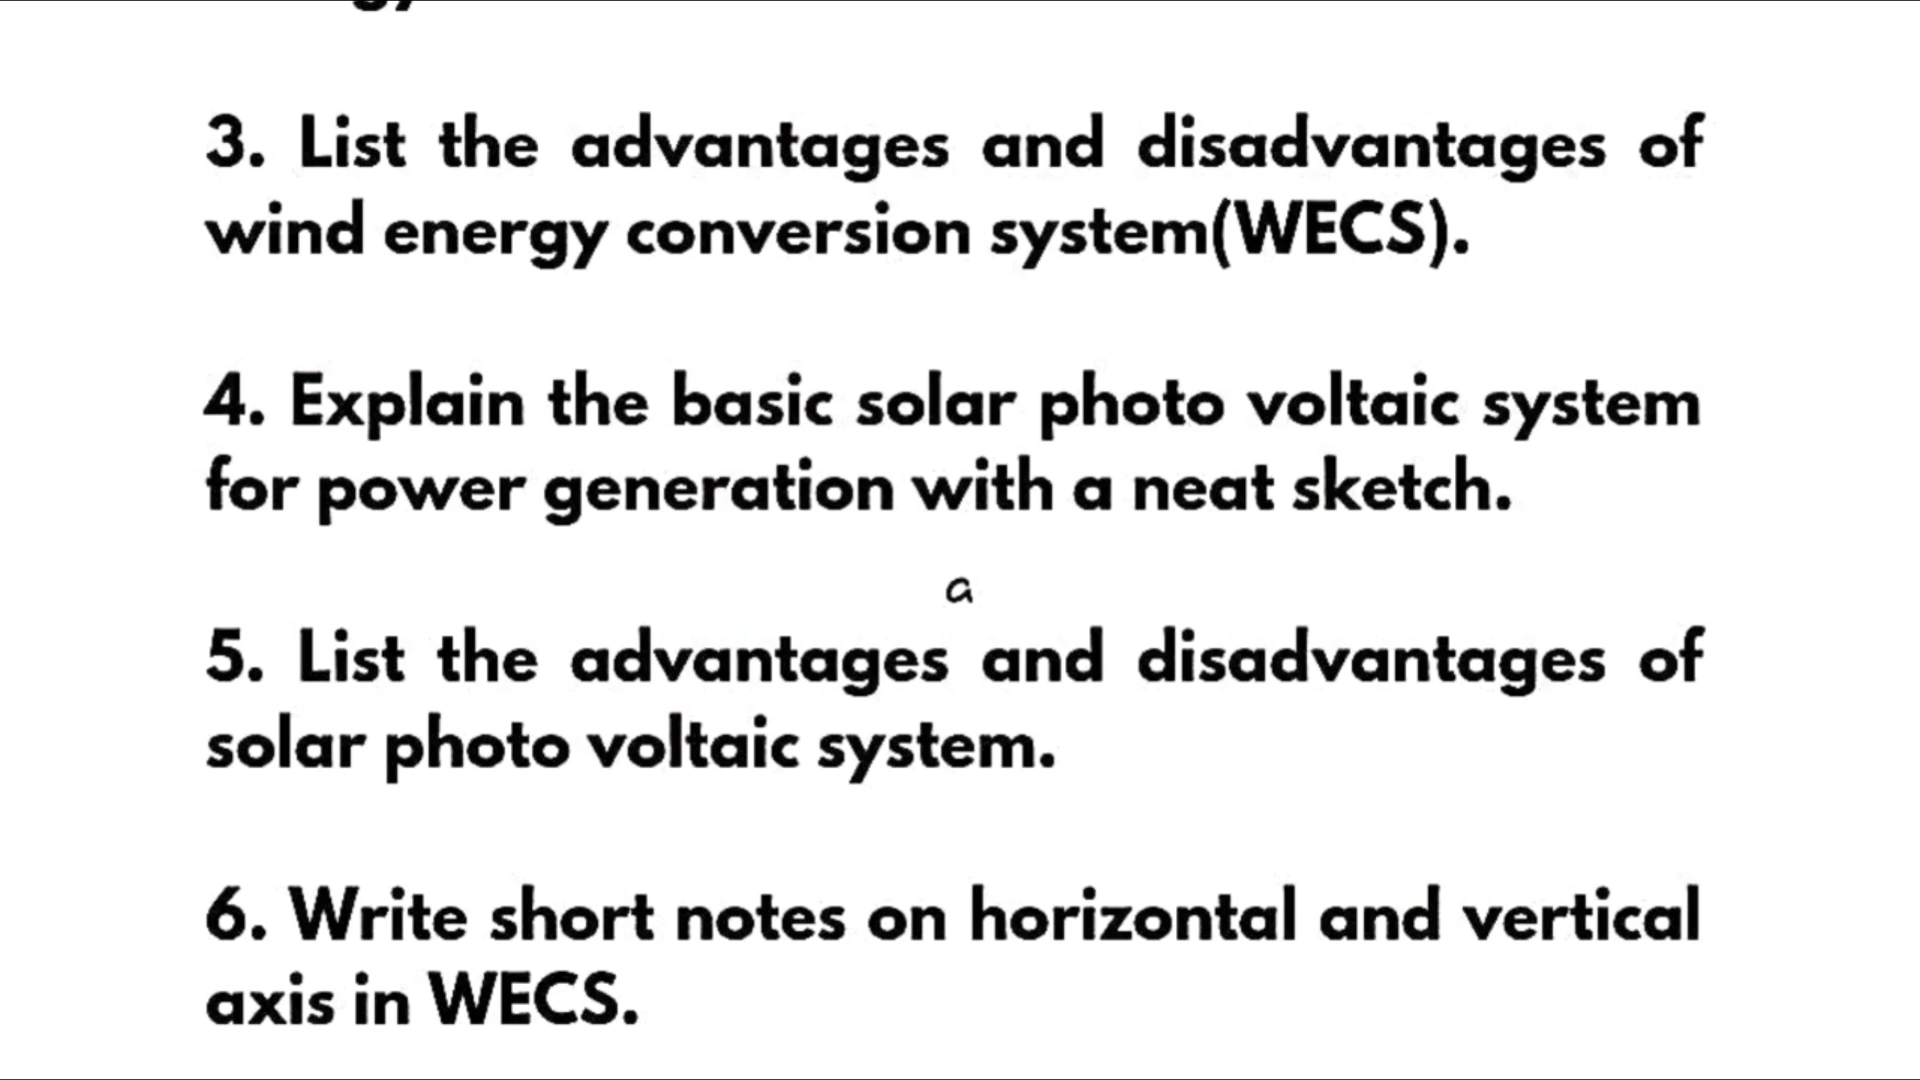 3. List the advantages and disadvantages of
wind energy conversion system(WECS).
4. Explain the basic solar photo voltaic system
for power generation with a neat sketch.
a
5. List the advantages and disadvantages of
solar photo voltaic system.
6. Write short notes on horizontal and vertical
axis in WECS.